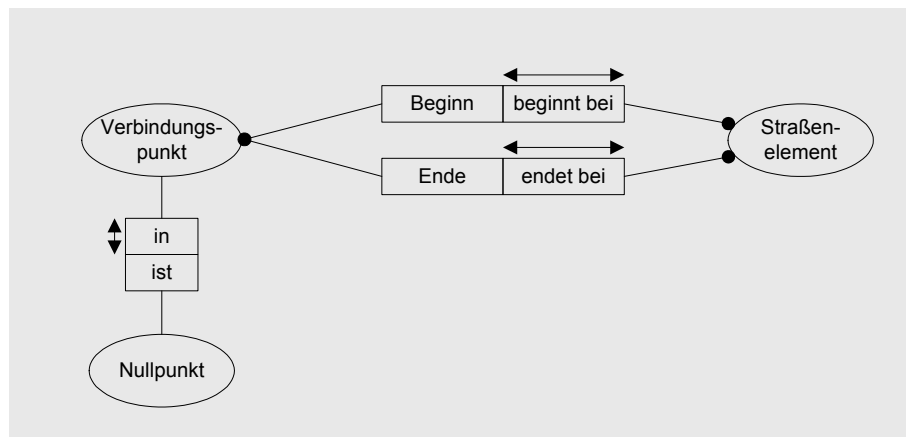 Beginn
beginnt bei
Verbindungs-
punkt
Straßen-
element
Ende
endet bei
in
ist
Nullpunkt